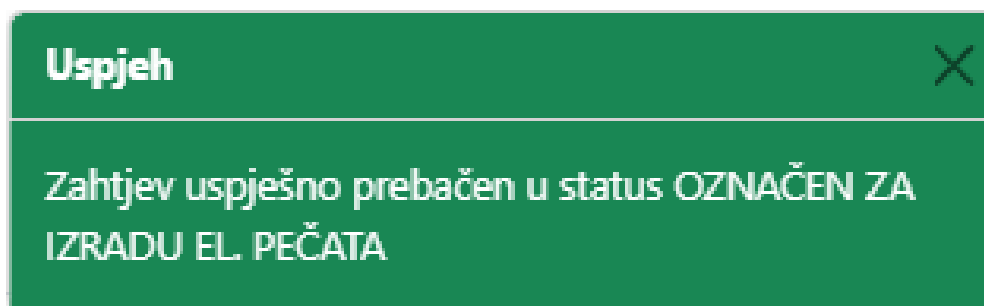 Uspjeh
Zahtjev uspješno prebačen u status OZNAČEN ZA
IZRADU EL. PEČATA